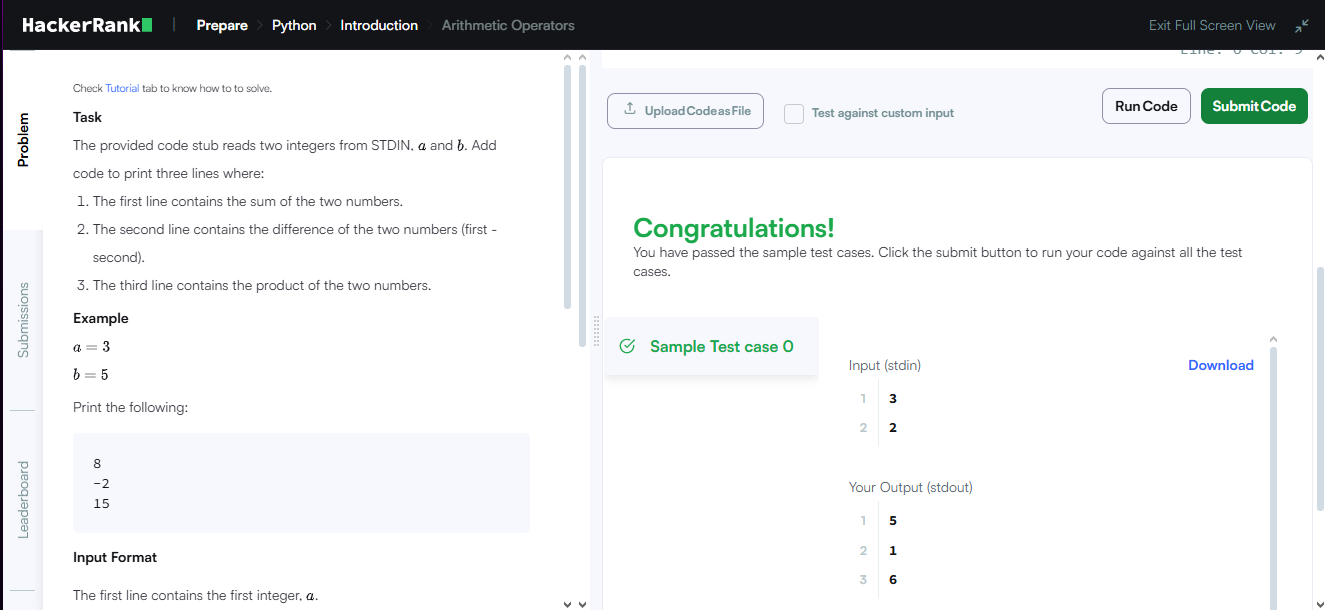 HackerRank
Prepare
Python
Introduction
Arithmetic Operators
Exit Full Screen View
Problem
Submissions
Leaderboard
Check Tutorial tab to know how to to solve.
Task
The provided code stub reads two integers from STDIN, a and b. Add
code to print three lines where:
1. The first line contains the sum of the two numbers.
2. The second line contains the difference of the two numbers (first -
second).
3. The third line contains the product of the two numbers.
Example
a = 3
b = 5
Print the following:
8
-2
15
Input Format
The first line contains the first integer, a.
Upload Code as File
Test against custom input
Run Code
Submit Code
Congratulations!
You have passed the sample test cases. Click the submit button to run your code against all the test
cases.
Sample Test case 0
Input (stdin)
Download
1 3
2 2
Your Output (stdout)
1 5
2 1
3 6